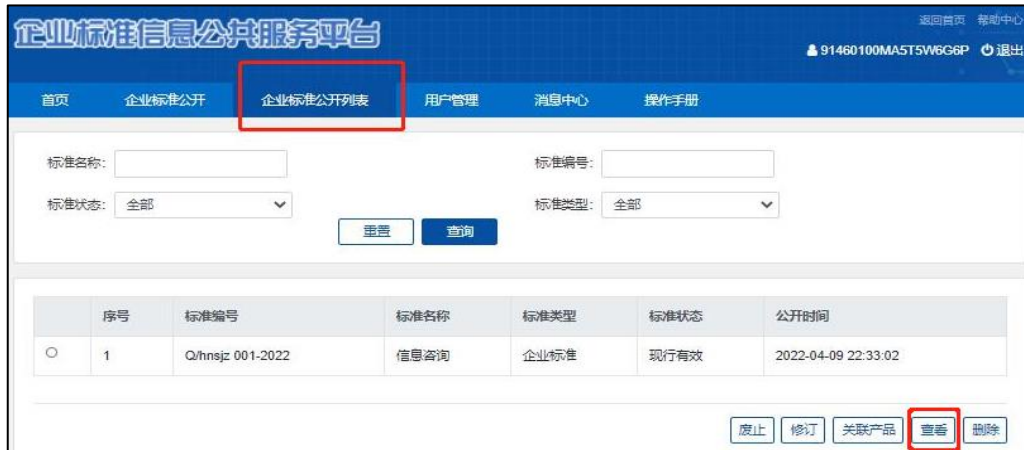 返回首页 帮助中心
企业标准信息公共服务平台
91460100MA5T5W6G6P 退出
首页 企业标准公开 企业标准公开列表 用户管理 消息中心 操作手册
标准名称: 标准编号:
标准状态: 全部 标准类型: 全部
重置 查询
序号 标准编号 标准名称 标准类型 标准状态 公开时间
1 Q/hnsjz 001-2022 信息咨询 企业标准 现行有效 2022-04-09 22:33:02
废止 修订 关联产品 查看 删除